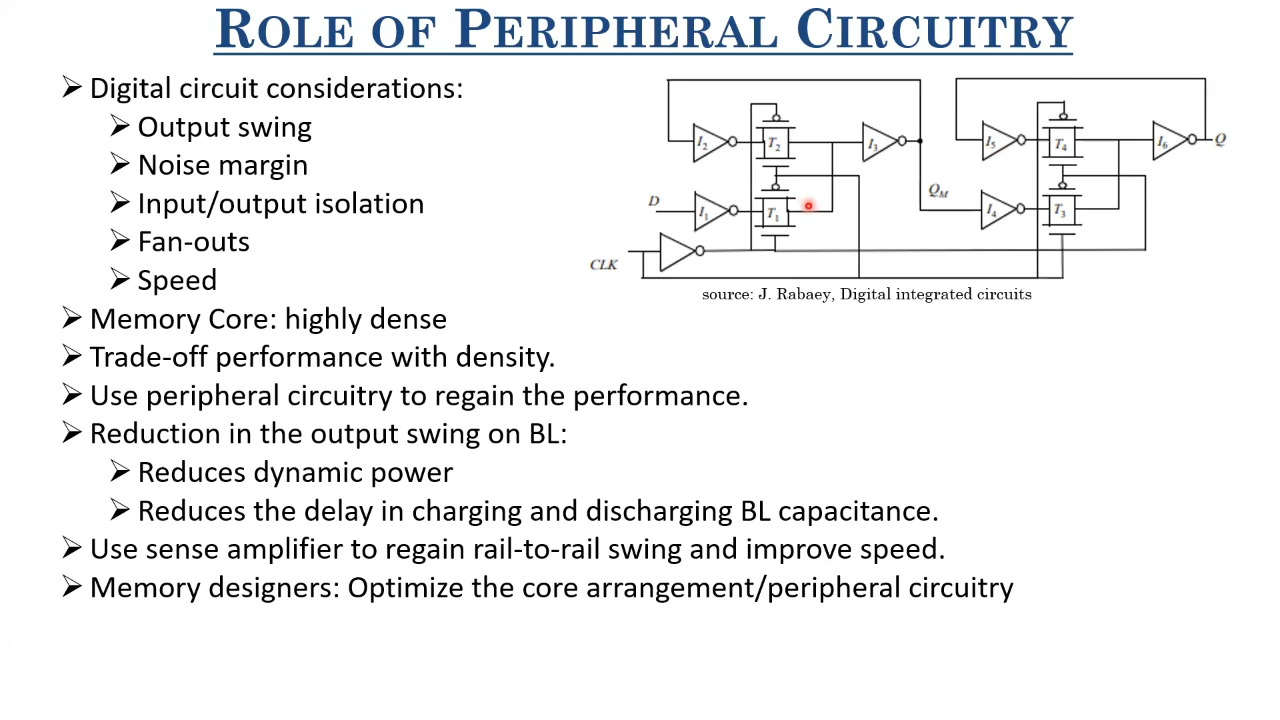 ROLE OF PERIPHERAL CIRCUITRY
➢ Digital circuit considerations:
➢ Output swing
➢ Noise margin
➢ Input/output isolation
➢ Fan-outs
➢ Speed
➢ Memory Core: highly dense
➢ Trade-off performance with density.
➢ Use peripheral circuitry to regain the performance.
➢ Reduction in the output swing on BL:
➢ Reduces dynamic power
➢ Reduces the delay in charging and discharging BL capacitance.
➢ Use sense amplifier to regain rail-to-rail swing and improve speed.
➢ Memory designers: Optimize the core arrangement/peripheral circuitry
I2 T2 I3 I5 T4 I6 Q
D I1 T1 QM I4 T3
CLK
source: J. Rabaey, Digital integrated circuits